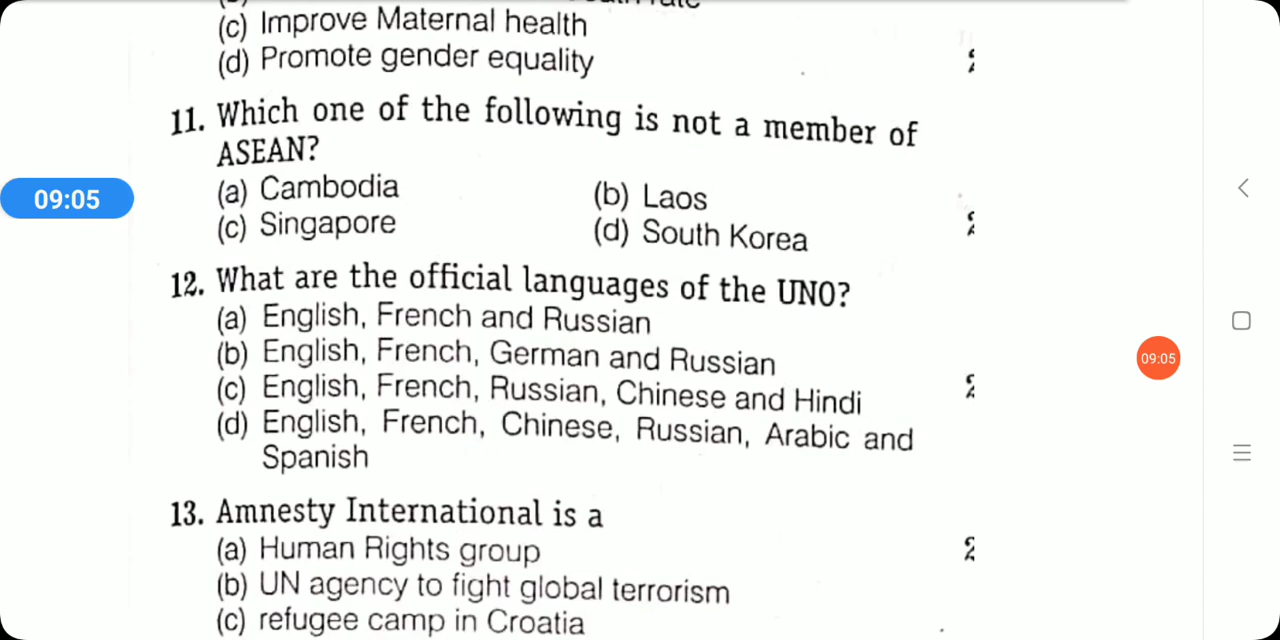 (c) Improve Maternal health
(d) Promote gender equality
11. Which one of the following is not a member of
ASEAN?
(a) Cambodia (b) Laos
(c) Singapore (d) South Korea
12. What are the official languages of the UNO?
(a) English, French and Russian
(b) English, French, German and Russian
(c) English, French, Russian, Chinese and Hindi
(d) English, French, Chinese, Russian, Arabic and
Spanish
13. Amnesty International is a
(a) Human Rights group
(b) UN agency to fight global terrorism
(c) refugee camp in Croatia
09:05
09:05